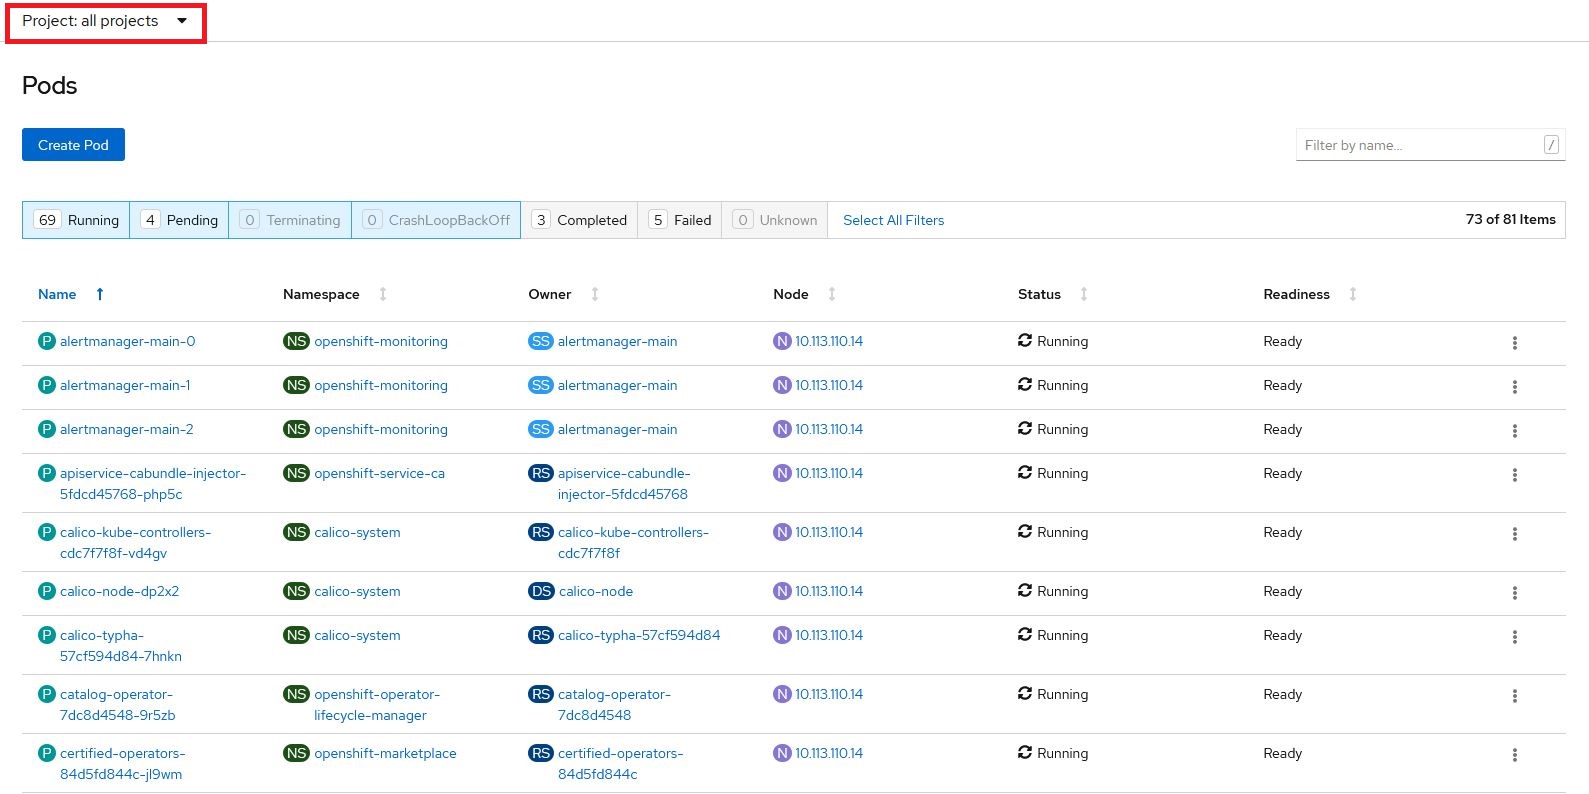 Project: all projects
Pods
Create Pod
Filter by name... /
69 Running 4 Pending 0 Terminating 0 CrashLoopBackOff 3 Completed 5 Failed 0 Unknown Select All Filters 73 of 81 Items
Name Namespace Owner Node Status Readiness
P alertmanager-main-0 NS openshift-monitoring SS alertmanager-main N 10.113.110.14 Running Ready
P alertmanager-main-1 NS openshift-monitoring SS alertmanager-main N 10.113.110.14 Running Ready
P alertmanager-main-2 NS openshift-monitoring SS alertmanager-main N 10.113.110.14 Running Ready
P apiservice-cabundle-injector- NS openshift-service-ca RS apiservice-cabundle- N 10.113.110.14 Running Ready
5fdcd45768-php5c injector-5fdcd45768
P calico-kube-controllers- NS calico-system RS calico-kube-controllers- N 10.113.110.14 Running Ready
cdc7f7f8f-vd4gv cdc7f7f8f
P calico-node-dp2x2 NS calico-system DS calico-node N 10.113.110.14 Running Ready
P calico-typha- NS calico-system RS calico-typha-57cf594d84 N 10.113.110.14 Running Ready
57cf594d84-7hnkn
P catalog-operator- NS openshift-operator- RS catalog-operator- N 10.113.110.14 Running Ready
7dc8d4548-9r5zb lifecycle-manager 7dc8d4548
P certified-operators- NS openshift-marketplace RS certified-operators- N 10.113.110.14 Running Ready
84d5fd844c-jl9wm 84d5fd844c